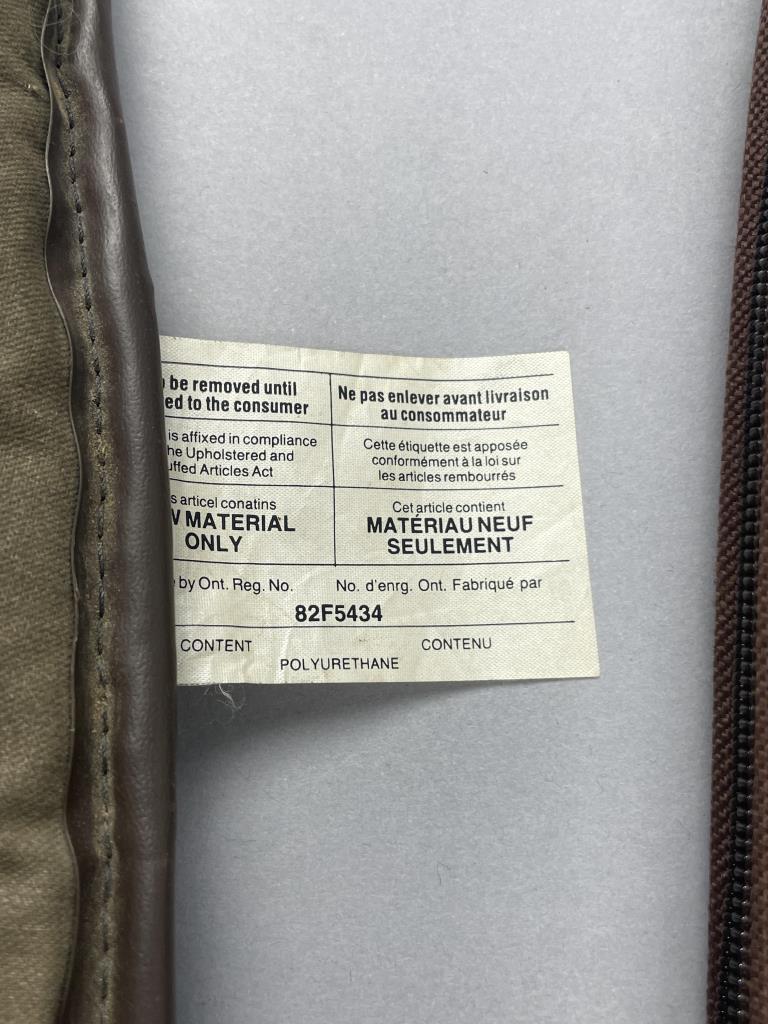 be removed until
ed to the consumer
Ne pas enlever avant livraison
au consommateur
is affixed in compliance
he Upholstered and
uffed Articles Act
Cette étiquette est apposée
conformément à la loi sur
les articles rembourrés
s articel conatins
W MATERIAL
ONLY
Cet article contient
MATÉRIAU NEUF
SEULEMENT
by Ont. Reg. No.
No. d'enrg. Ont. Fabriqué par
82F5434
CONTENT
CONTENU
POLYURETHANE